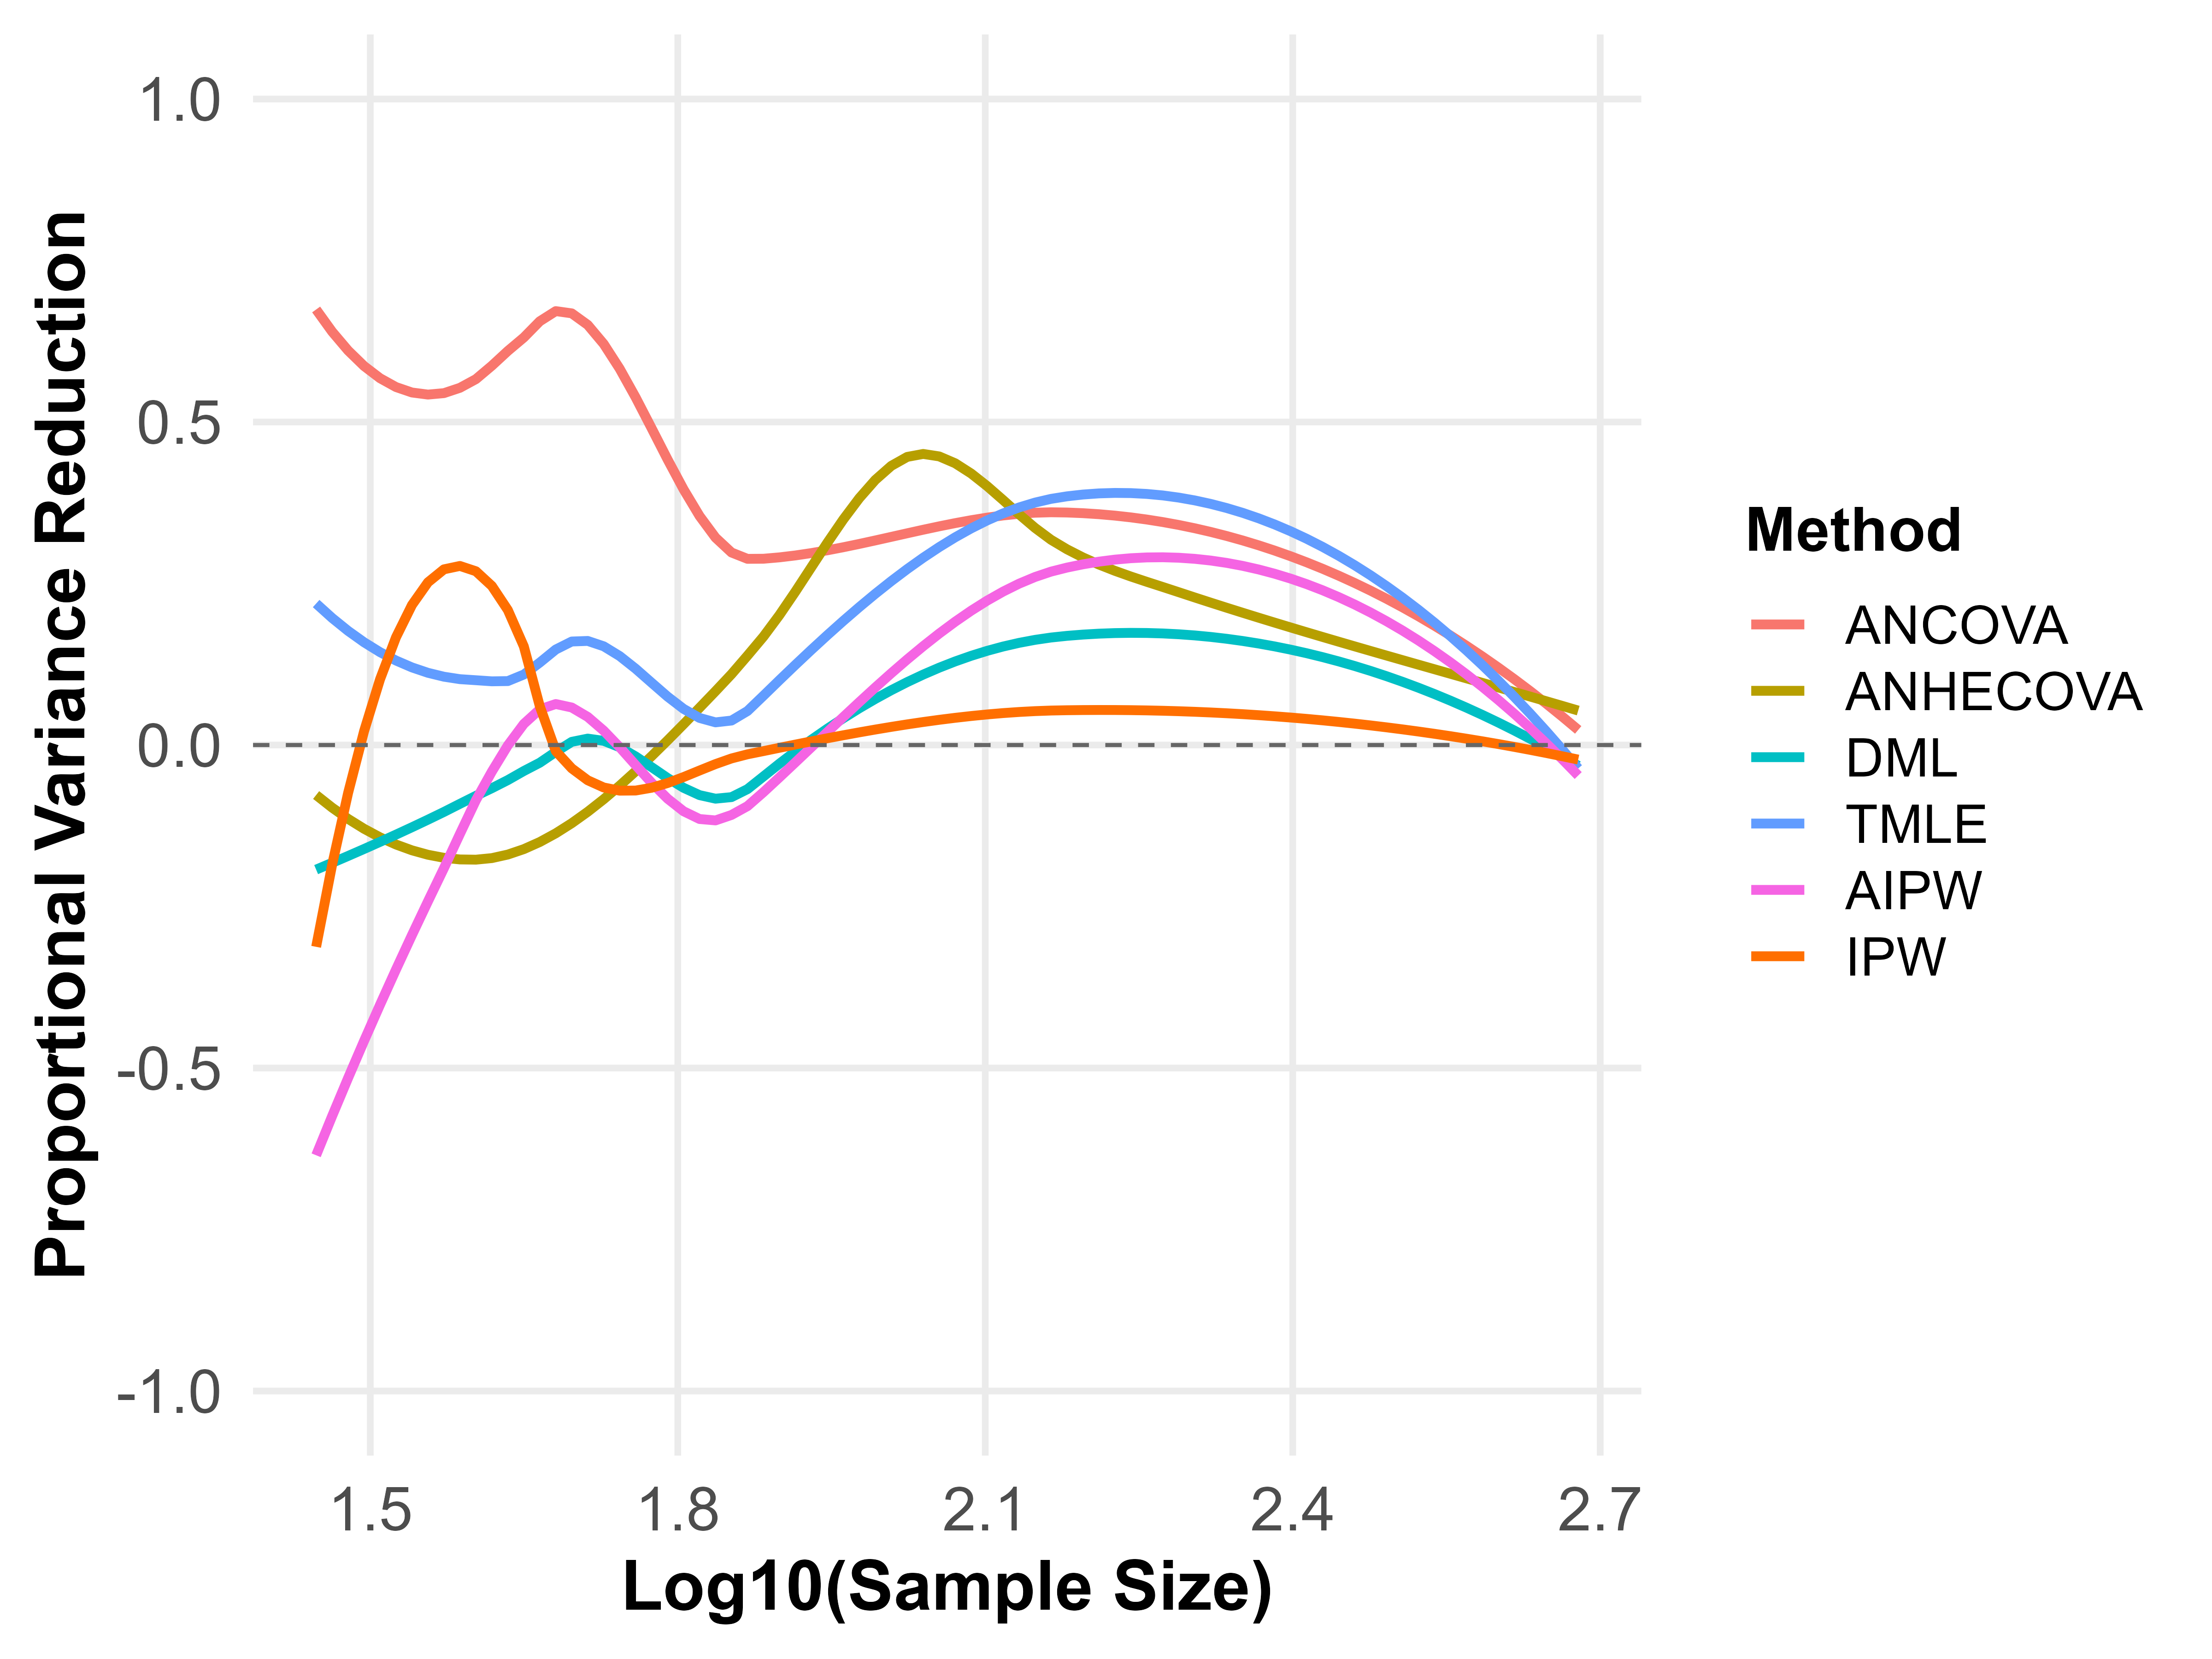 Proportional Variance Reduction
1.0
0.5
0.0
-0.5
-1.0
1.5 1.8 2.1 2.4 2.7
Log10(Sample Size)
Method
ANCOVA
ANHECOVA
DML
TMLE
AIPW
IPW